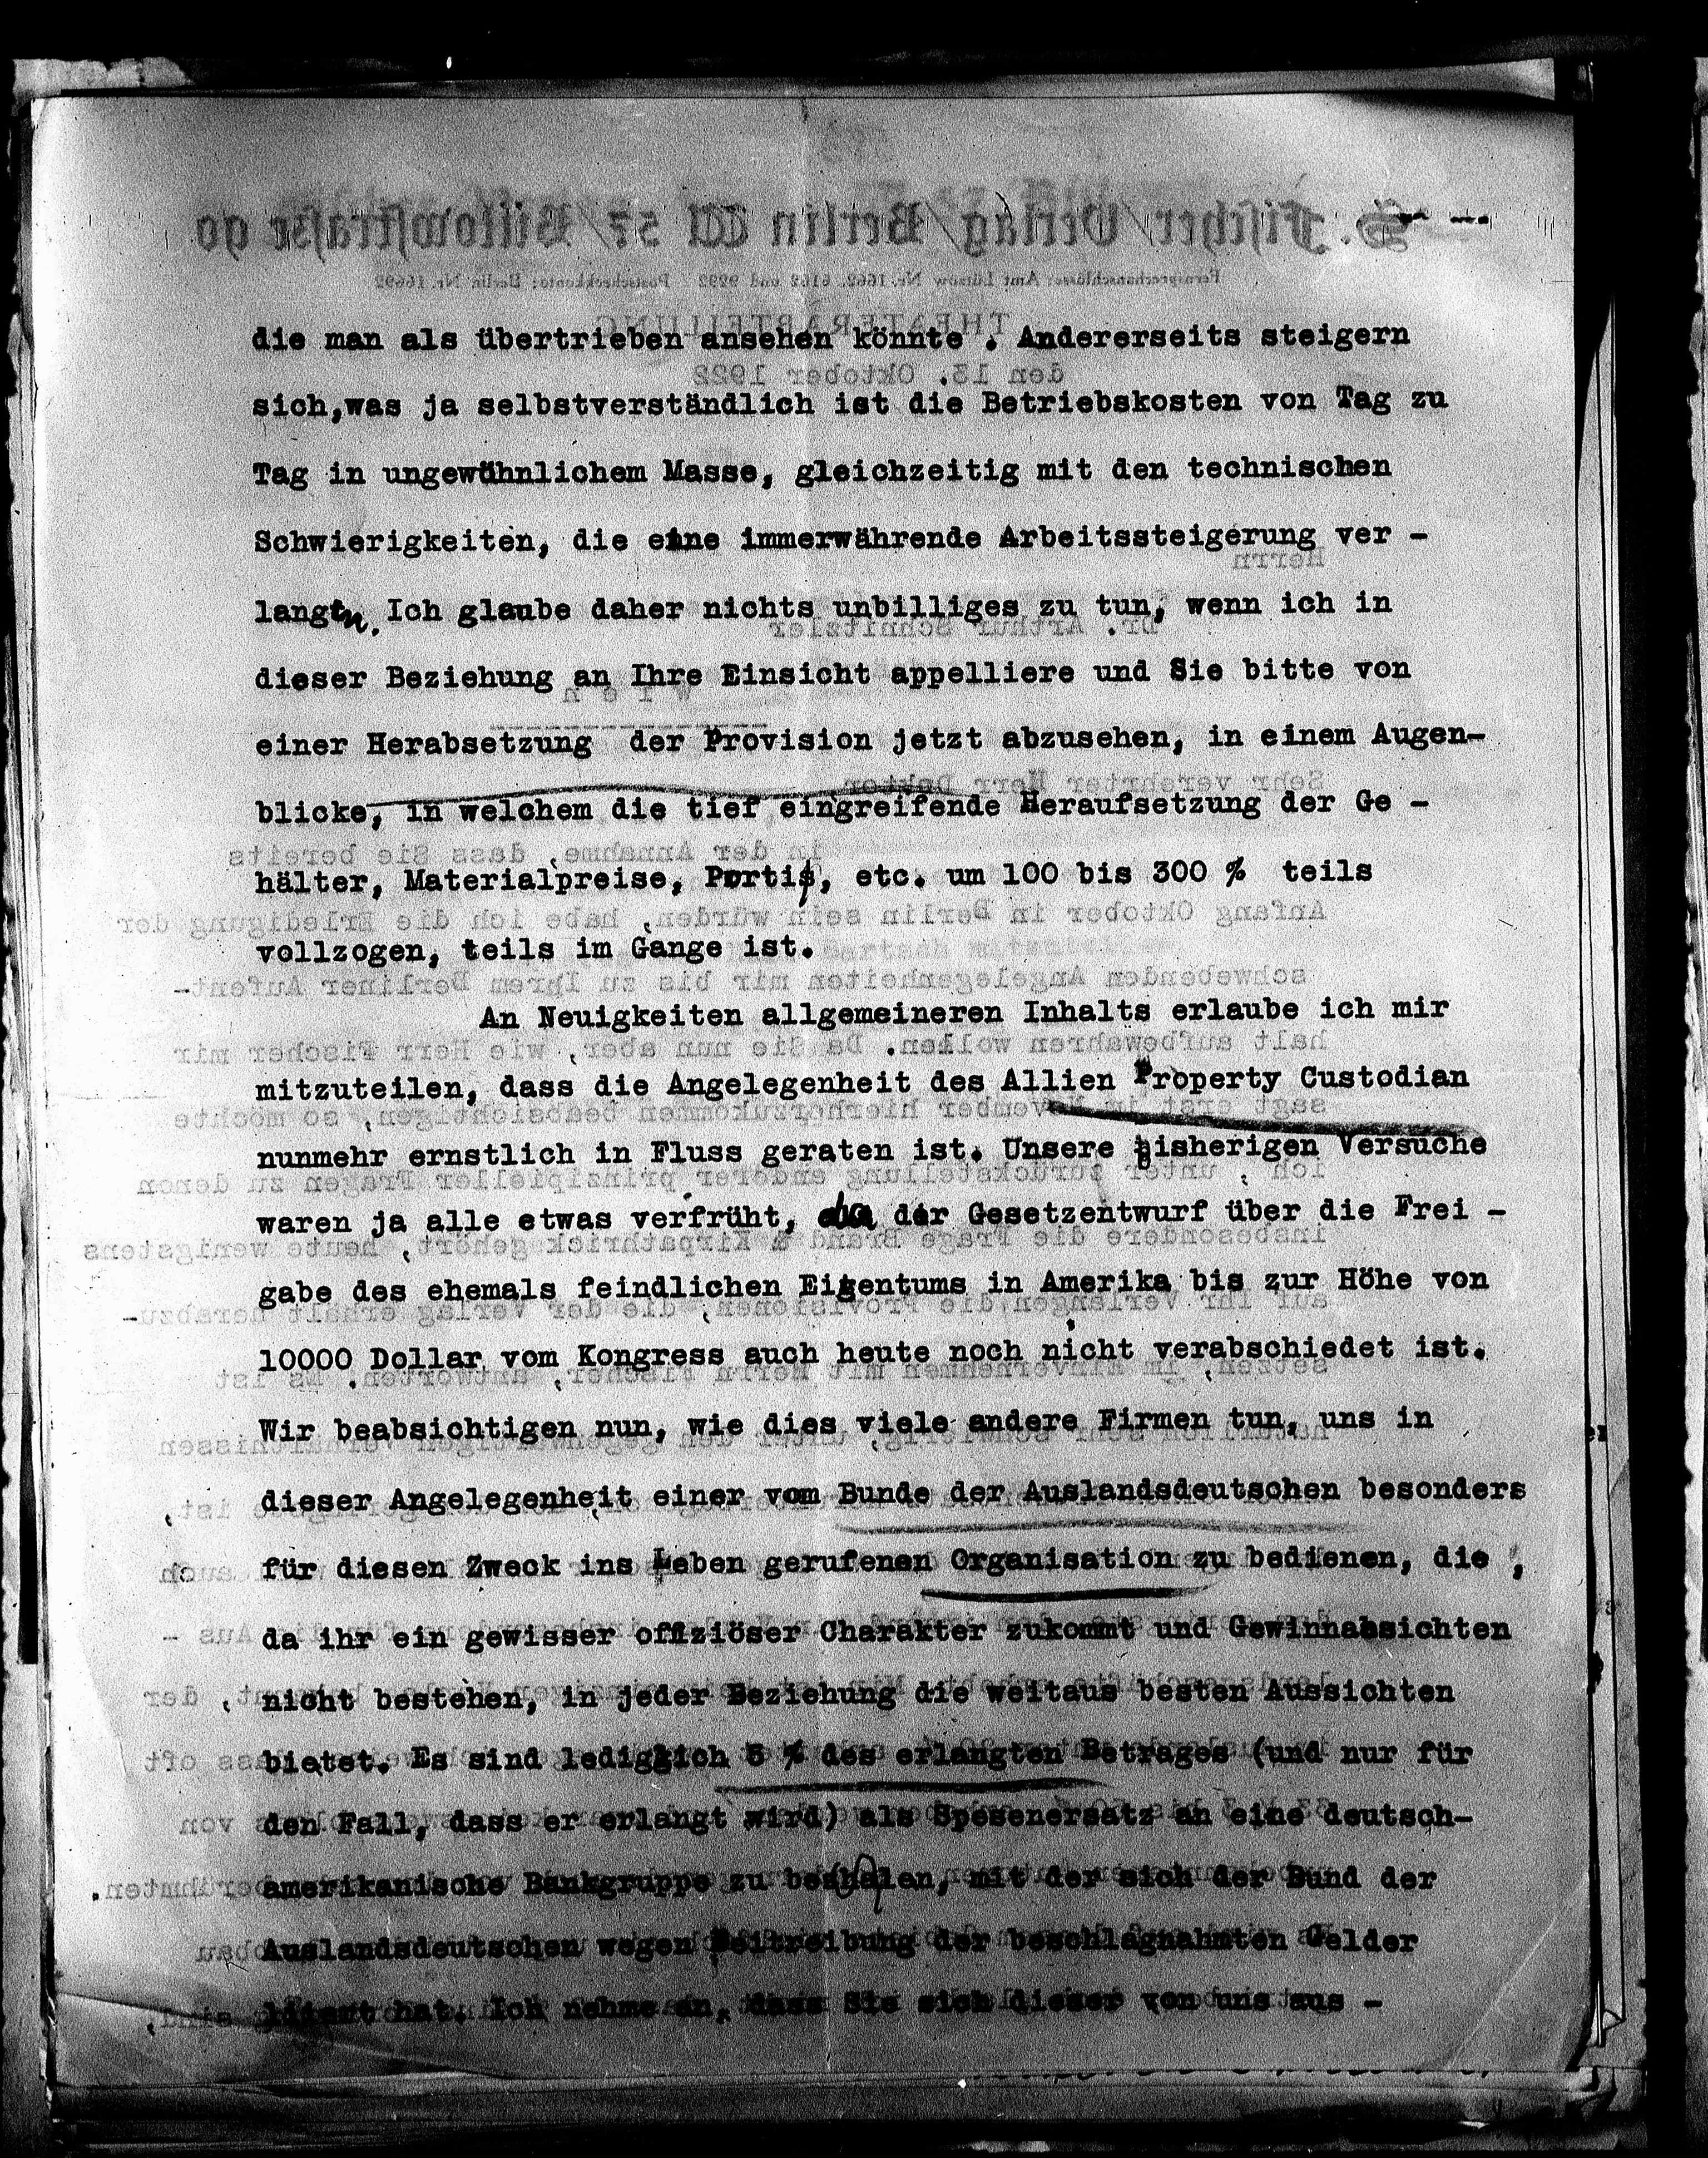 die man als übertrieben ansehen könnte . Andererseits steigern
sich,was ja selbstverständlich ist die Betriebskosten von Tag zu
Tag in ungewöhnlichem Masse, gleichzeitig mit den technischen
Schwierigkeiten, die eine immerwährende Arbeitssteigerung ver -
langen. Ich glaube daher nichts unbilliges zu tun, wenn ich in
dieser Beziehung an Ihre Einsicht appelliere und Sie bitte von
einer Herabsetzung der Provision jetzt abzusehen, in einem Augen-
blicke, in welchem die tief eingreifende Heraufsetzung der Ge -
hälter, Materialpreise, Porti, etc. um 100 bis 300 % teils
vollzogen, teils im Gange ist.
An Neuigkeiten allgemeineren Inhalts erlaube ich mir
mitzuteilen, dass die Angelegenheit des Allien Property Custodian
nunmehr ernstlich in Fluss geraten ist. Unsere bisherigen Versuche
waren ja alle etwas verfrüht, da der Gesetzentwurf über die Frei -
gabe des ehemals feindlichen Eigentums in Amerika bis zur Höhe von
10000 Dollar vom Kongress auch heute noch nicht verabschiedet ist.
Wir beabsichtigen nun, wie dies viele andere Firmen tun, uns in
dieser Angelegenheit einer vom Bunde der Auslandsdeutschen besonders
für diesen Zweck ins Leben gerufenen Organisation zu bedienen, die ,
da ihr ein gewisser offiziöser Charakter zukommt und Gewinnabsichten
nicht bestehen, in jeder Beziehung die weitaus besten Aussichten
bietet. Es sind lediglich 5 % des erlangten Betrages (und nur für
den Fall, dass er erlangt wird) als Spesenersatz an eine deutsch-
amerikanische Bankgruppe zu bezahlen, mit der sich der Bund der
Auslandsdeutschen wegen Beitreibung der beschlagnahmten Gelder
liiert hat. Ich nehme an, dass Sie sich dieser von uns aus -